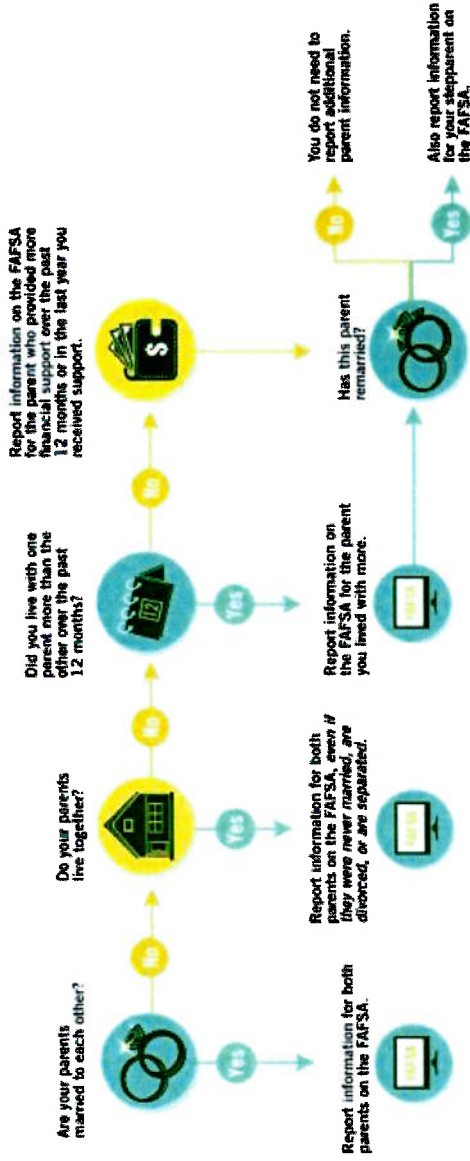 Are your parents
married to each other?
No
Do your parents
live together?
No
Did you live with one
parent more than the
other over the past
12 months?
12
No
Report information on the FAFSA
for the parent who provided more
financial support over the past
12 months or in the last year you
received support.
$
Yes
Yes
Yes
Report information for both
parents on the FAFSA.
FAFSA
Report information for both
parents on the FAFSA, even if
they were never married, are
divorced, or are separated.
FAFSA
Report information on
the FAFSA for the parent
you lived with more.
FAFSA
Has this parent
remarried?
No
You do not need to
report additional
parent information.
Yes
Also report information
for your stepparent on
the FAFSA.